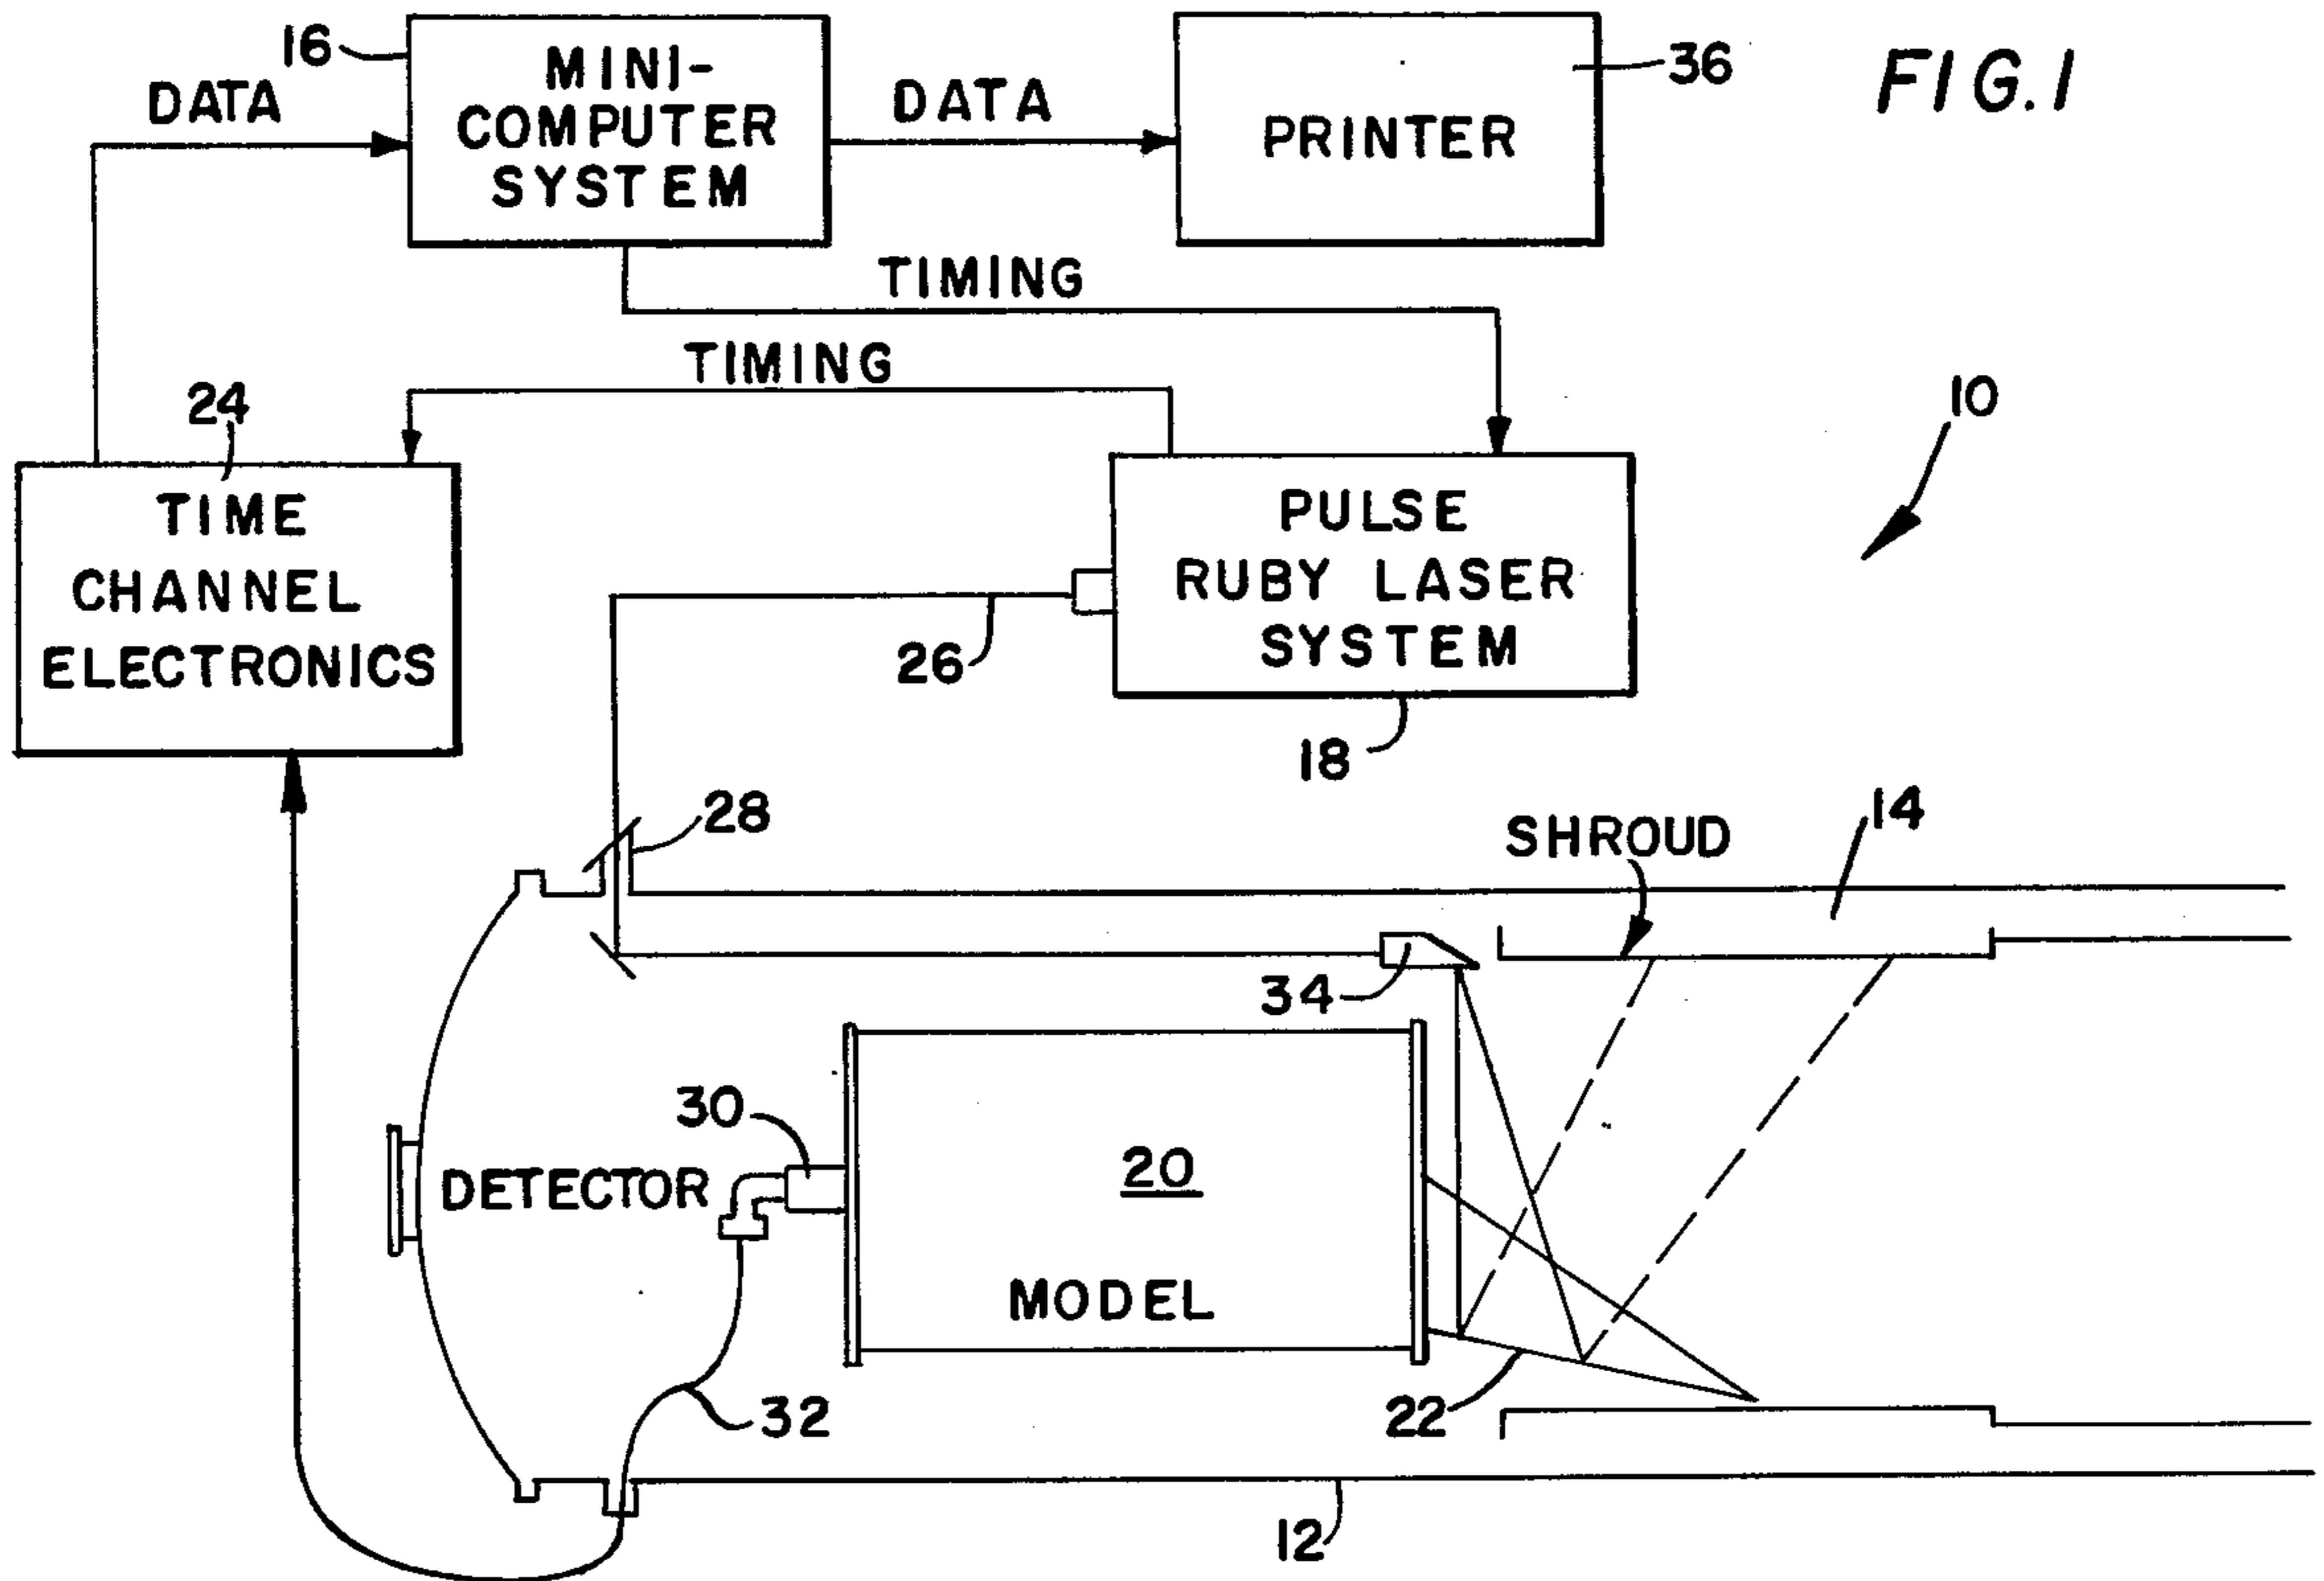 FIG.1
16
MINI-
COMPUTER
SYSTEM
DATA
DATA
PRINTER
36
TIMING
TIMING
24
TIME
CHANNEL
ELECTRONICS
PULSE
RUBY LASER
SYSTEM
10
26
18
28
SHROUD
14
34
30
DETECTOR
20
MODEL
32
22
12